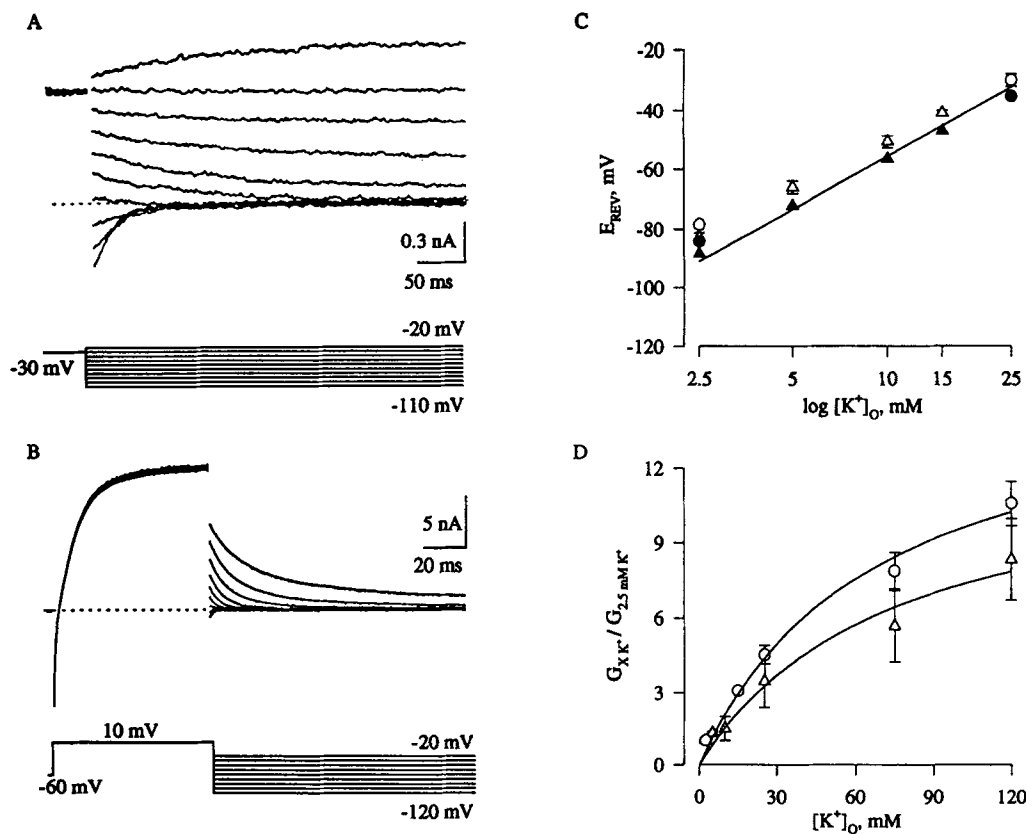 A
0.3 nA
50 ms
-20 mV
-30 mV
-110 mV
B
5 nA
20 ms
10 mV
-20 mV
-60 mV
-120 mV
C
-20
-40
-60
-80
-100
-120
E_REV, mV
2.5 5 10 15 25
log [K⁺]_O, mM
D
12
9
6
3
0
G_X K⁺ / G_2.5 mM K⁺
0 30 60 90 120
[K⁺]_O, mM